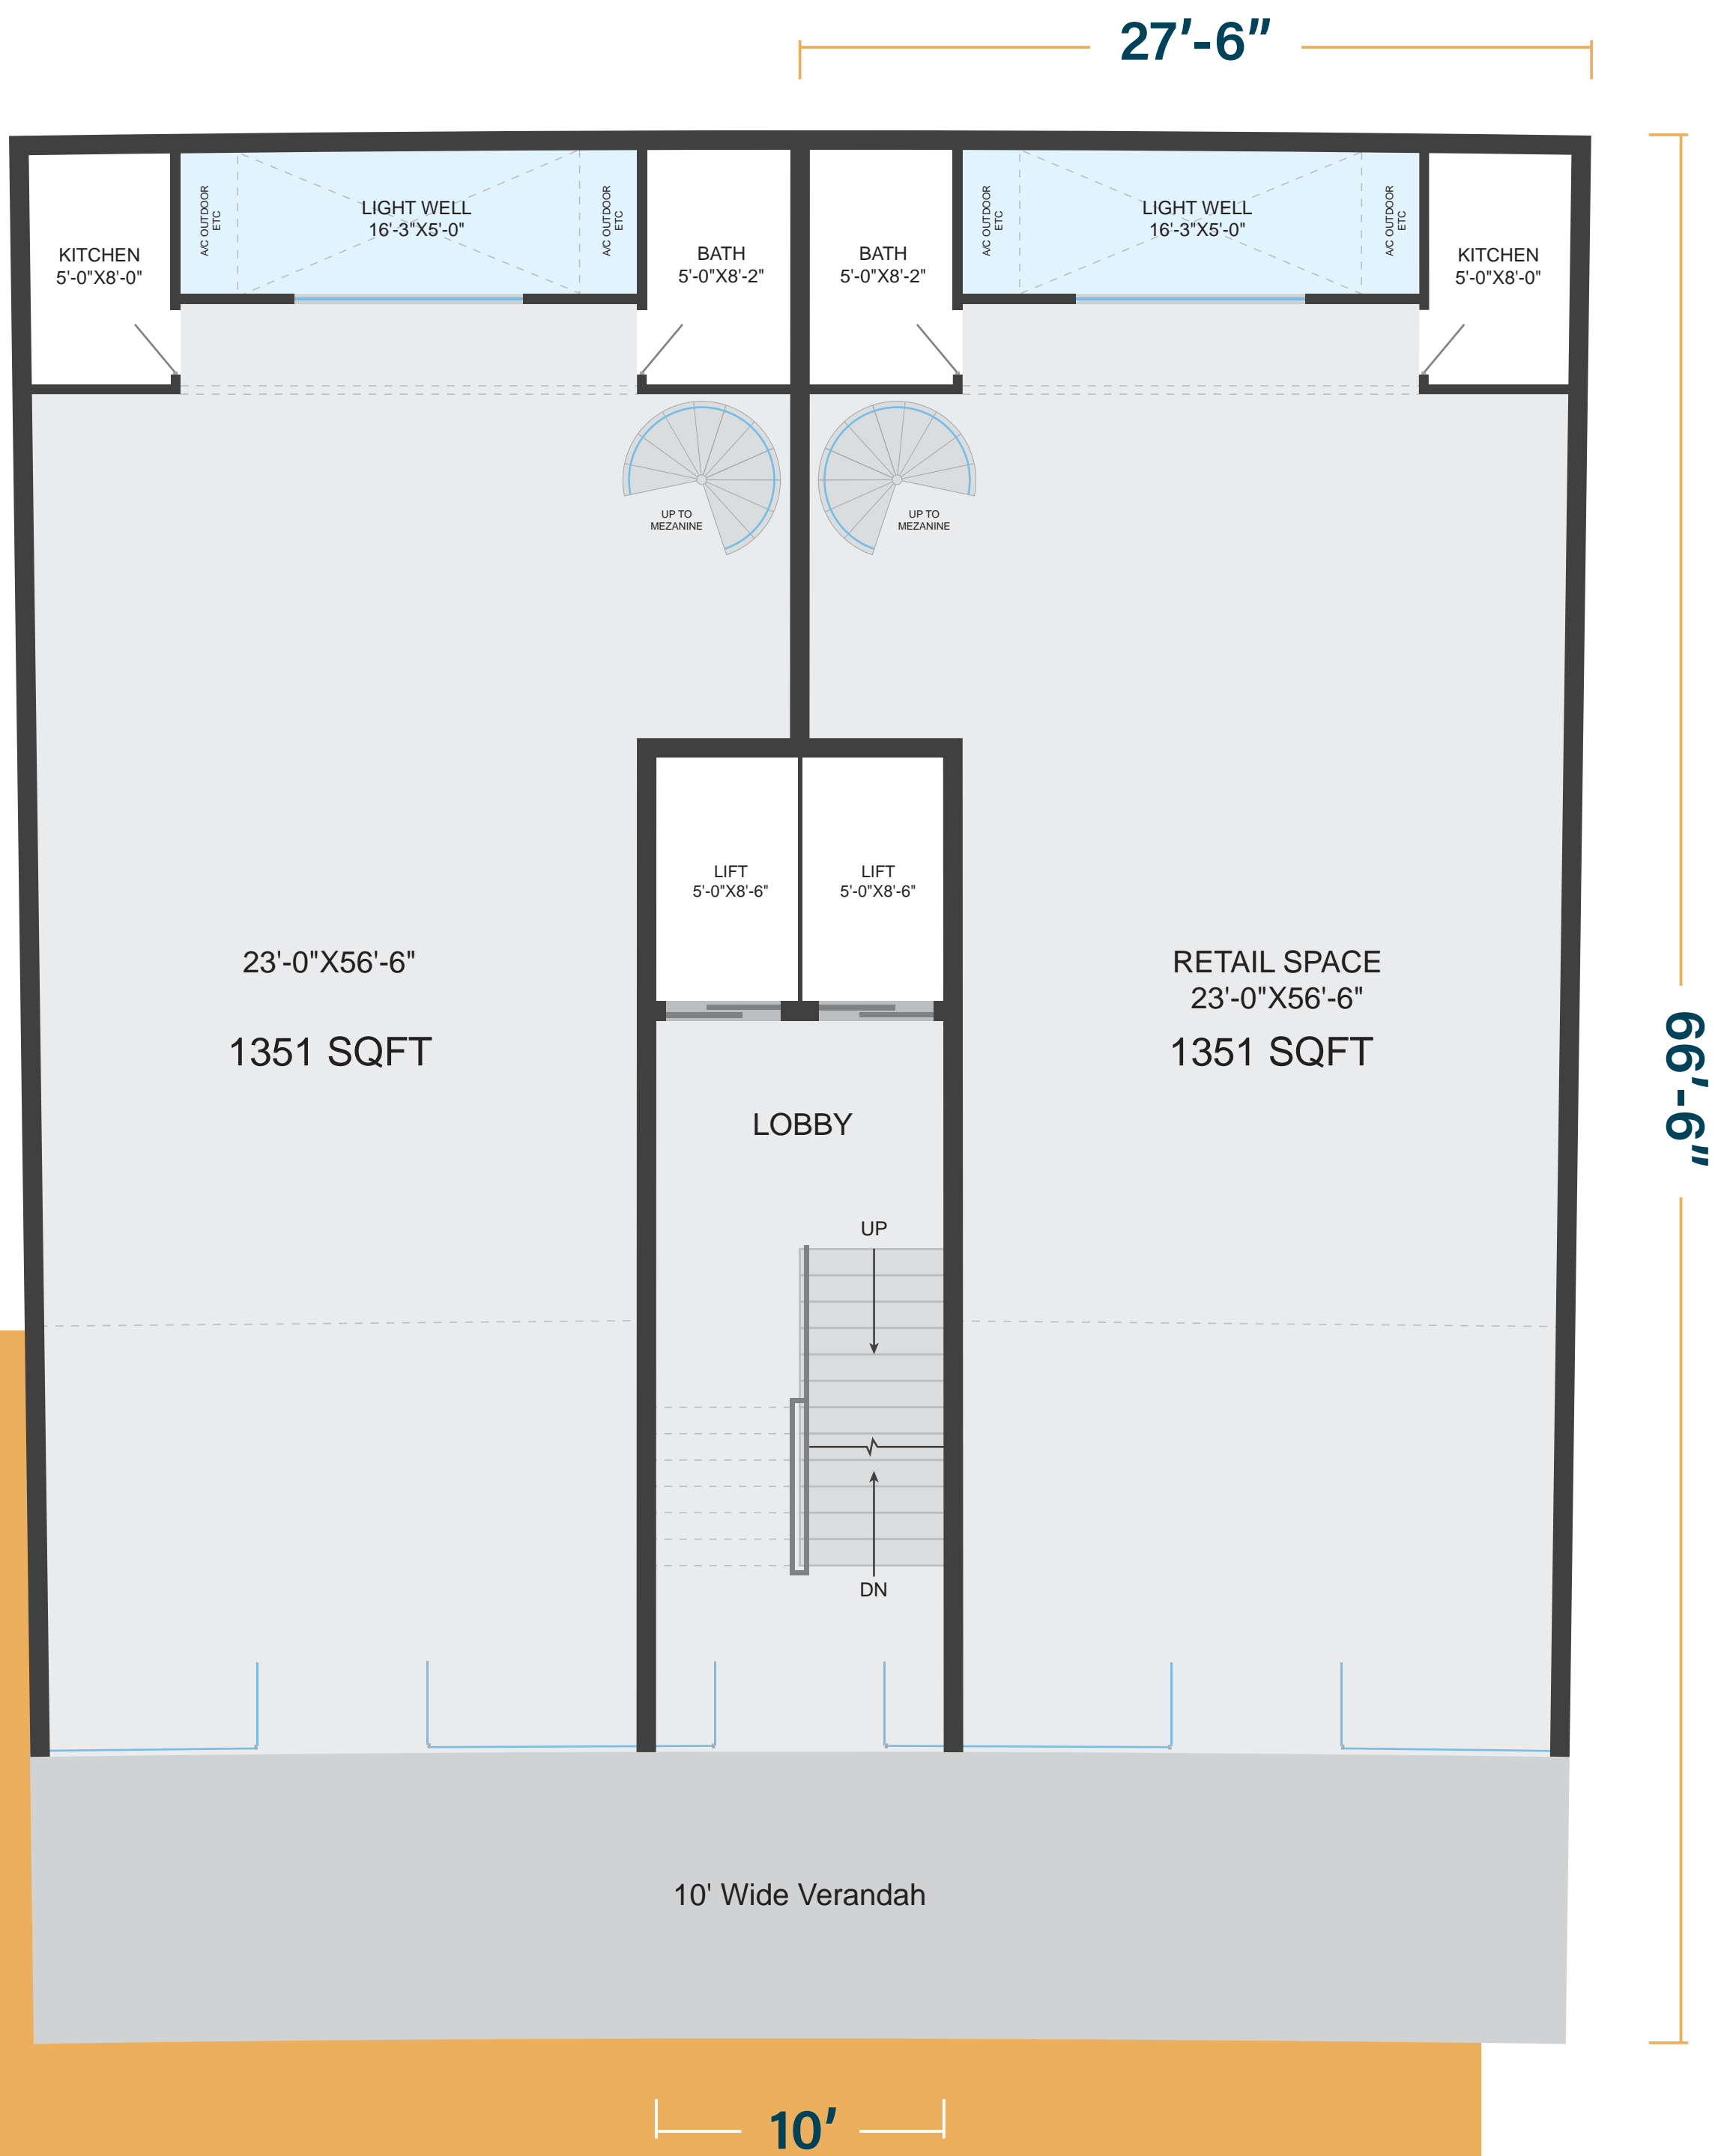 27'-6"
KITCHEN
5'-0"X8'-0"
A/C OUTDOOR
ETC
LIGHT WELL
16'-3"X5'-0"
A/C OUTDOOR
ETC
BATH
5'-0"X8'-2"
BATH
5'-0"X8'-2"
A/C OUTDOOR
ETC
LIGHT WELL
16'-3"X5'-0"
A/C OUTDOOR
ETC
KITCHEN
5'-0"X8'-0"
UP TO
MEZANINE
UP TO
MEZANINE
LIFT
5'-0"X8'-6"
LIFT
5'-0"X8'-6"
23'-0"X56'-6"
1351 SQFT
RETAIL SPACE
23'-0"X56'-6"
1351 SQFT
66'-6"
LOBBY
UP
DN
10' Wide Verandah
10'